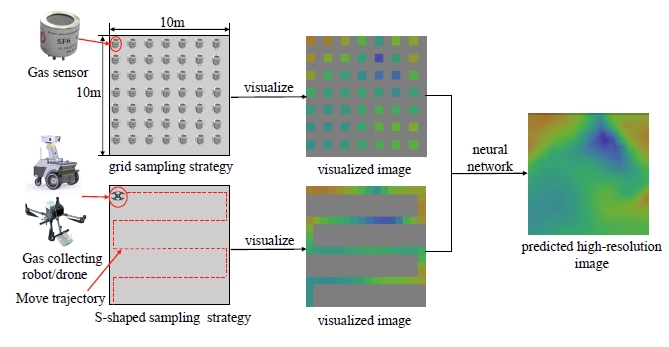 10m
SF6
Gas sensor
10m
visualize
grid sampling strategy
visualized image
neural
network
visualize
Gas collecting
robot/drone
Move trajectory
S-shaped sampling strategy
visualized image
predicted high-resolution
image